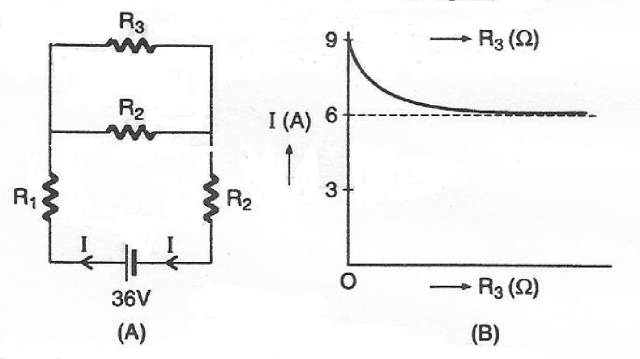 R₃
R₂
R₁
R₂
I
I
36V
(A)
9
→ R₃ (Ω)
I (A)
6
3
O
→ R₃ (Ω)
(B)